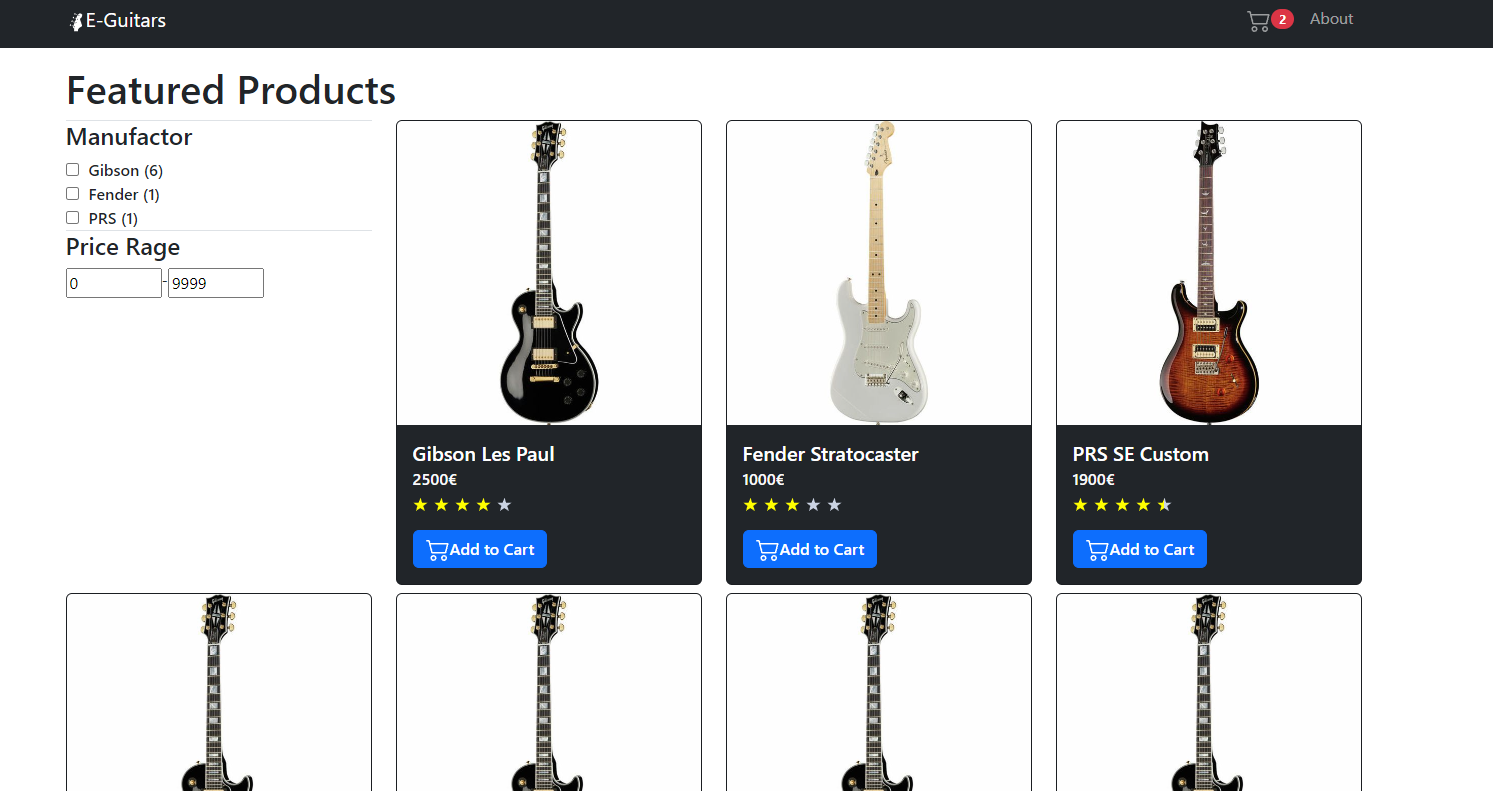 E-Guitars
2
About
Featured Products
Manufactor
Gibson (6)
Fender (1)
PRS (1)
Price Rage
0 - 9999
Gibson Les Paul
2500€
Add to Cart
Fender Stratocaster
1000€
Add to Cart
PRS SE Custom
1900€
Add to Cart